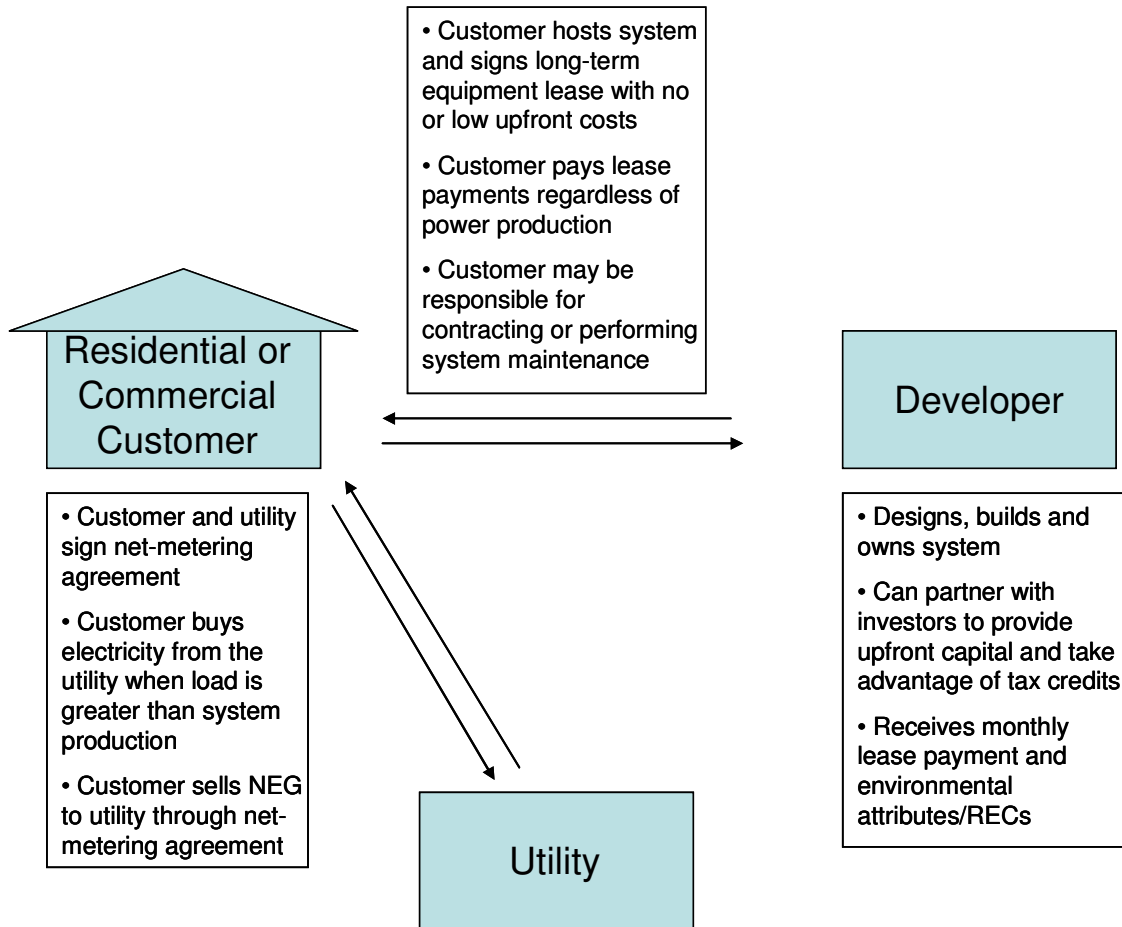 • Customer hosts system
and signs long-term
equipment lease with no
or low upfront costs
• Customer pays lease
payments regardless of
power production
• Customer may be
responsible for
contracting or performing
system maintenance
Residential or
Commercial
Customer
Developer
• Customer and utility
sign net-metering
agreement
• Customer buys
electricity from the
utility when load is
greater than system
production
• Customer sells NEG
to utility through net-
metering agreement
• Designs, builds and
owns system
• Can partner with
investors to provide
upfront capital and take
advantage of tax credits
• Receives monthly
lease payment and
environmental
attributes/RECs
Utility